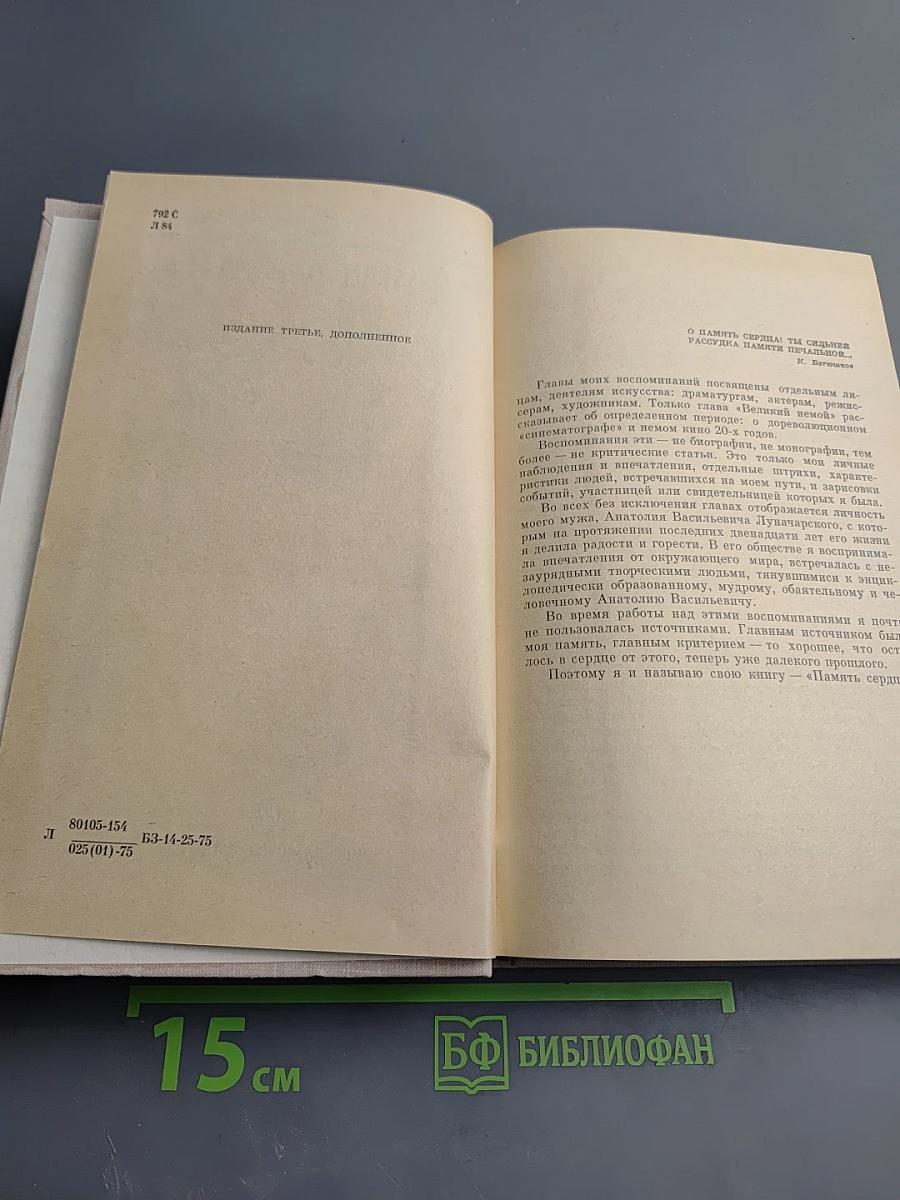 792 С
Л 84
ИЗДАНИЕ ТРЕТЬЕ, ДОПОЛНЕННОЕ
Л 80105-154 БЗ-14-25-75
025(01)-75
О ПАМЯТЬ СЕРДЦА! ТЫ СИЛЬНЕЙ
РАССУДКА ПАМЯТИ ПЕЧАЛЬНОЙ...
К. Батюшков
Главы моих воспоминаний посвящены отдельным ли-
цам, деятелям искусства: драматургам, актерам, режис-
серам, художникам. Только глава «Великий немой» рас-
сказывает об определенном периоде: о дореволюционном
«синематографе» и немом кино 20-х годов.
Воспоминания эти — не биографии, не монографии, тем
более — не критические статьи. Это только мои личные
наблюдения и впечатления, отдельные штрихи, характе-
ристики людей, встречавшихся на моем пути, и зарисовки
событий, участницей или свидетельницей которых я была.
Во всех без исключения главах отображается личность
моего мужа, Анатолия Васильевича Луначарского, с кото-
рым на протяжении последних двенадцати лет его жизни
я делила радости и горести. В его обществе я воспринима-
ла впечатления от окружающего мира, встречалась с не-
заурядными творческими людьми, тянувшимися к энцик-
лопедически образованному, мудрому, обаятельному и че-
ловечному Анатолию Васильевичу.
Во время работы над этими воспоминаниями я почти
не пользовалась источниками. Главным источником был
моя память, главным критерием — то хорошее, что ост
лось в сердце от этого, теперь уже далекого прошлого.
Поэтому я и называю свою книгу — «Память сердц
15 см
БФ БИБЛИОФАН